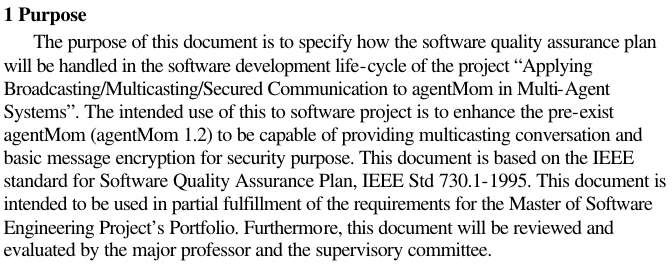 1 Purpose
The purpose of this document is to specify how the software quality assurance plan
will be handled in the software development life-cycle of the project “Applying
Broadcasting/Multicasting/Secured Communication to agentMom in Multi-Agent
Systems”. The intended use of this to software project is to enhance the pre-exist
agentMom (agentMom 1.2) to be capable of providing multicasting conversation and
basic message encryption for security purpose. This document is based on the IEEE
standard for Software Quality Assurance Plan, IEEE Std 730.1-1995. This document is
intended to be used in partial fulfillment of the requirements for the Master of Software
Engineering Project’s Portfolio. Furthermore, this document will be reviewed and
evaluated by the major professor and the supervisory committee.